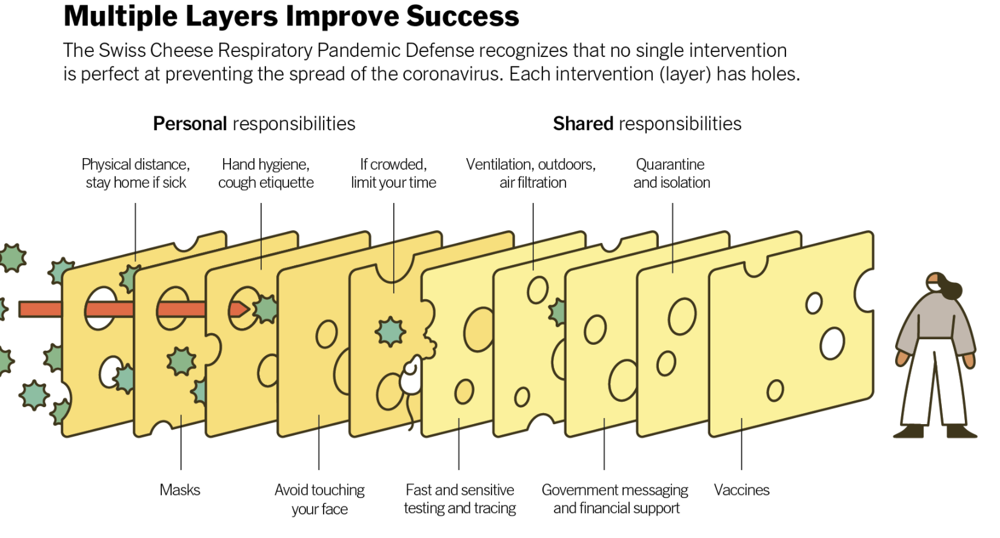 Multiple Layers Improve Success
The Swiss Cheese Respiratory Pandemic Defense recognizes that no single intervention
is perfect at preventing the spread of the coronavirus. Each intervention (layer) has holes.
Personal responsibilities
Shared responsibilities
Physical distance,
stay home if sick
Hand hygiene,
cough etiquette
If crowded,
limit your time
Ventilation, outdoors,
air filtration
Quarantine
and isolation
Masks
Avoid touching
your face
Fast and sensitive
testing and tracing
Government messaging
and financial support
Vaccines